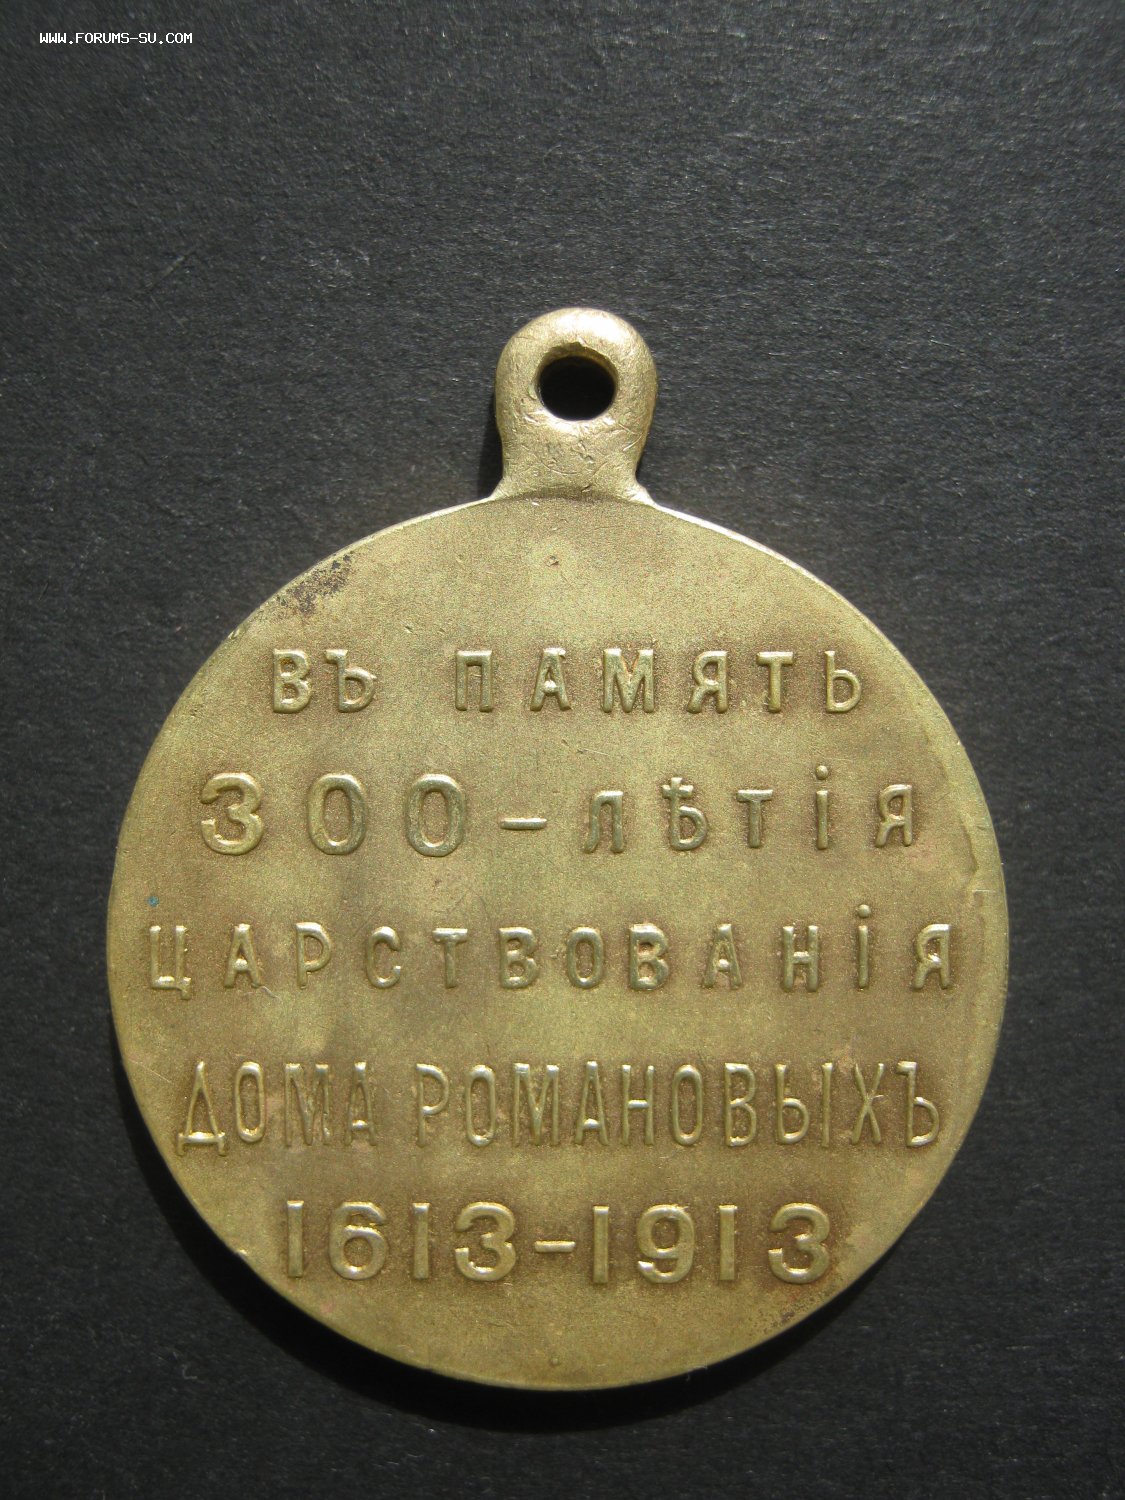 WWW.FORUMS-SU.COM
ВЪ ПАМЯТЬ
300-ЛѢТІЯ
ЦАРСТВОВАНІЯ
ДОМА РОМАНОВЫХЪ
1613-1913